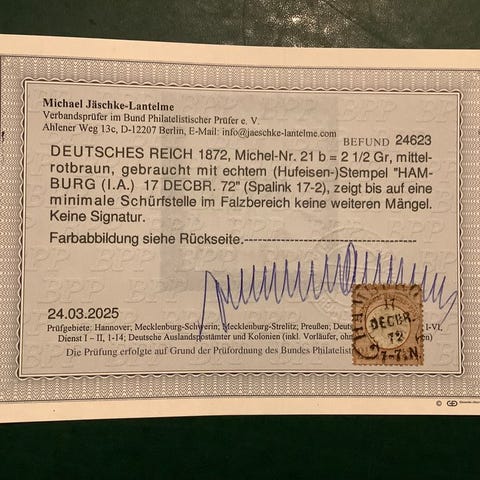 Michael Jäschke-Lantelme
Verbandsprüfer im Bund Philatelistischer Prüfer e. V.
Ahlener Weg 13c, D-12207 Berlin, E-Mail: info@jaeschke-lantelme.com
BEFUND 24623
DEUTSCHES REICH 1872, Michel-Nr. 21 b = 2 1/2 Gr, mittel-
rotbraun, gebraucht mit echtem (Hufeisen-)Stempel "HAM-
BURG (I.A.) 17 DECBR. 72" (Spalink 17-2), zeigt bis auf eine
minimale Schürfstelle im Falzbereich keine weiteren Mängel.
Keine Signatur.
Farbabbildung siehe Rückseite.
24.03.2025
Prüfgebiete: Hannover, Mecklenburg-Schwerin; Mecklenburg-Strelitz; Preußen; I-VI,
Dienst I – II, 1-14; Deutsche Auslandspostämter und Kolonien (inkl. Vorläufer,
Die Prüfung erfolgte auf Grund der Prüfordnung des Bundes
DECBR.
72
BPP